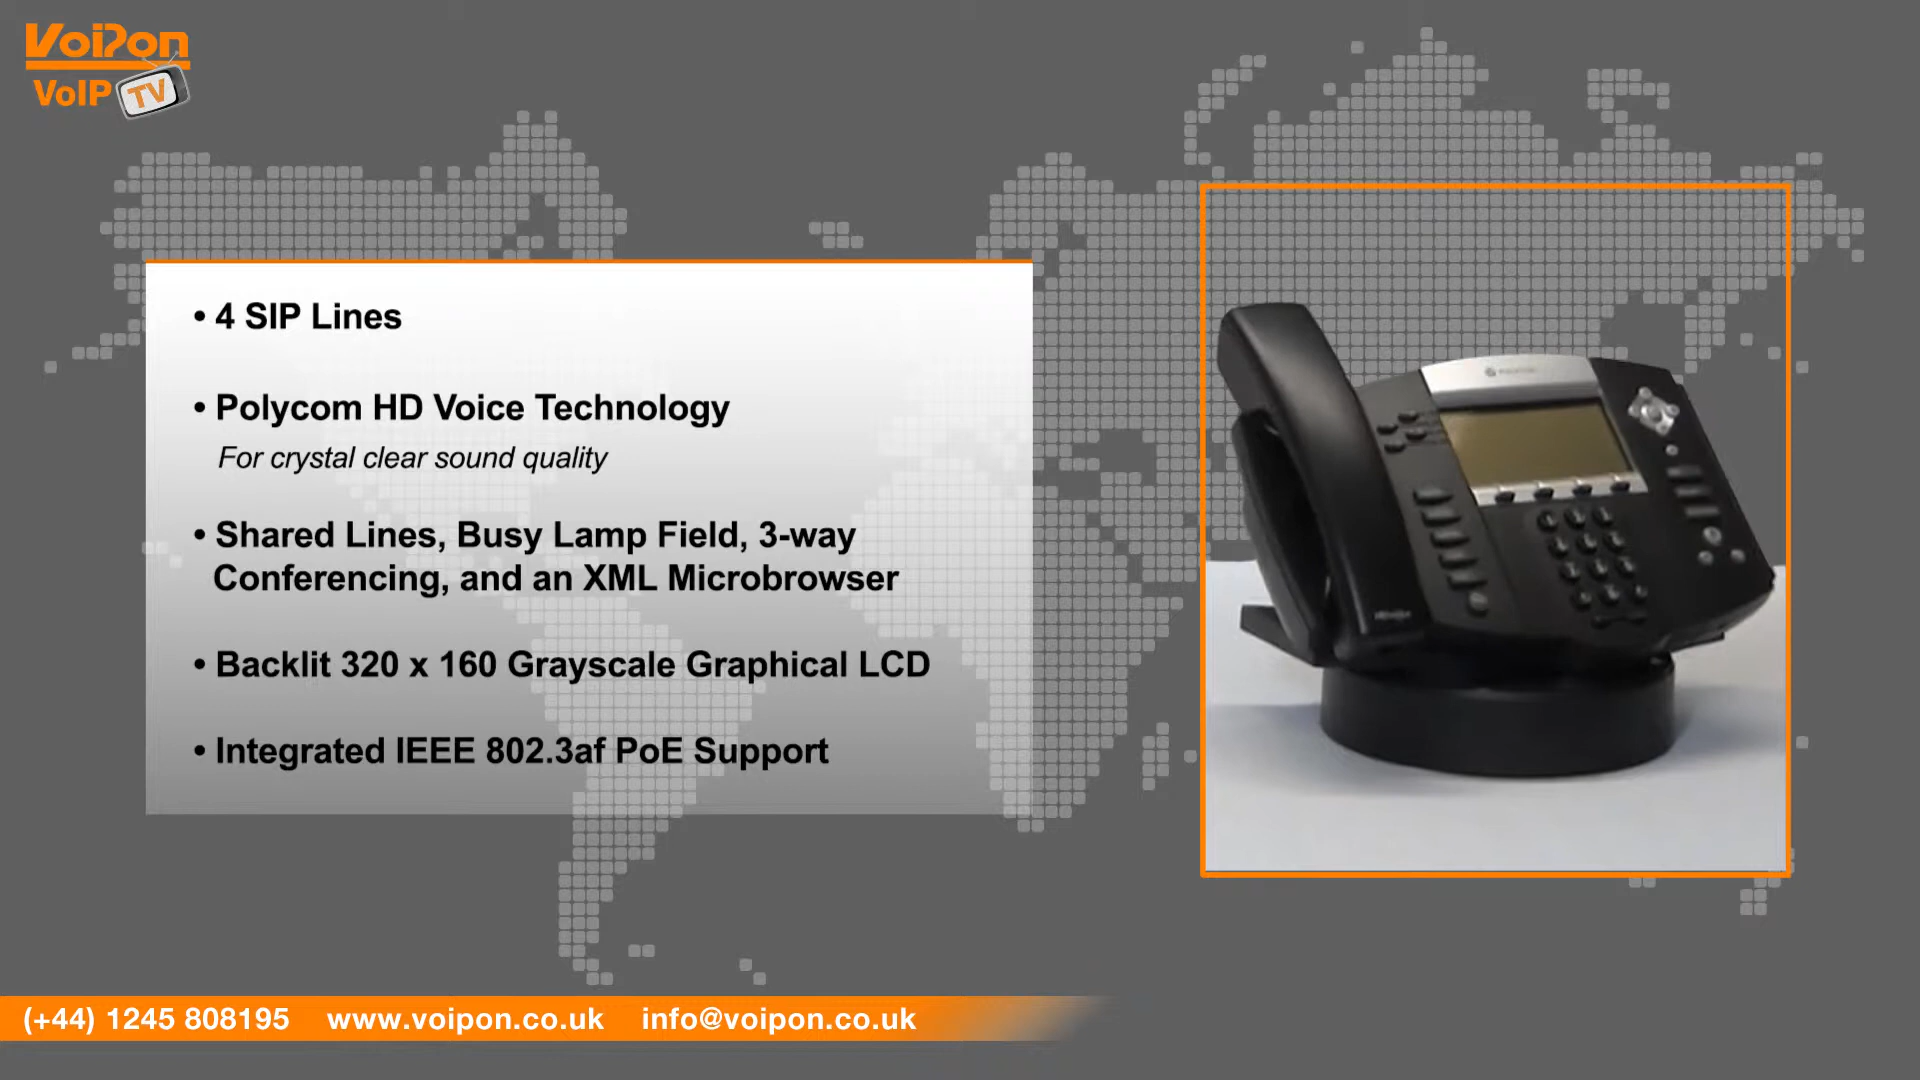 VoiPon
VoIP TV
• 4 SIP Lines
• Polycom HD Voice Technology
For crystal clear sound quality
• Shared Lines, Busy Lamp Field, 3-way
Conferencing, and an XML Microbrowser
• Backlit 320 x 160 Grayscale Graphical LCD
• Integrated IEEE 802.3af PoE Support
(+44) 1245 808195 www.voipon.co.uk info@voipon.co.uk